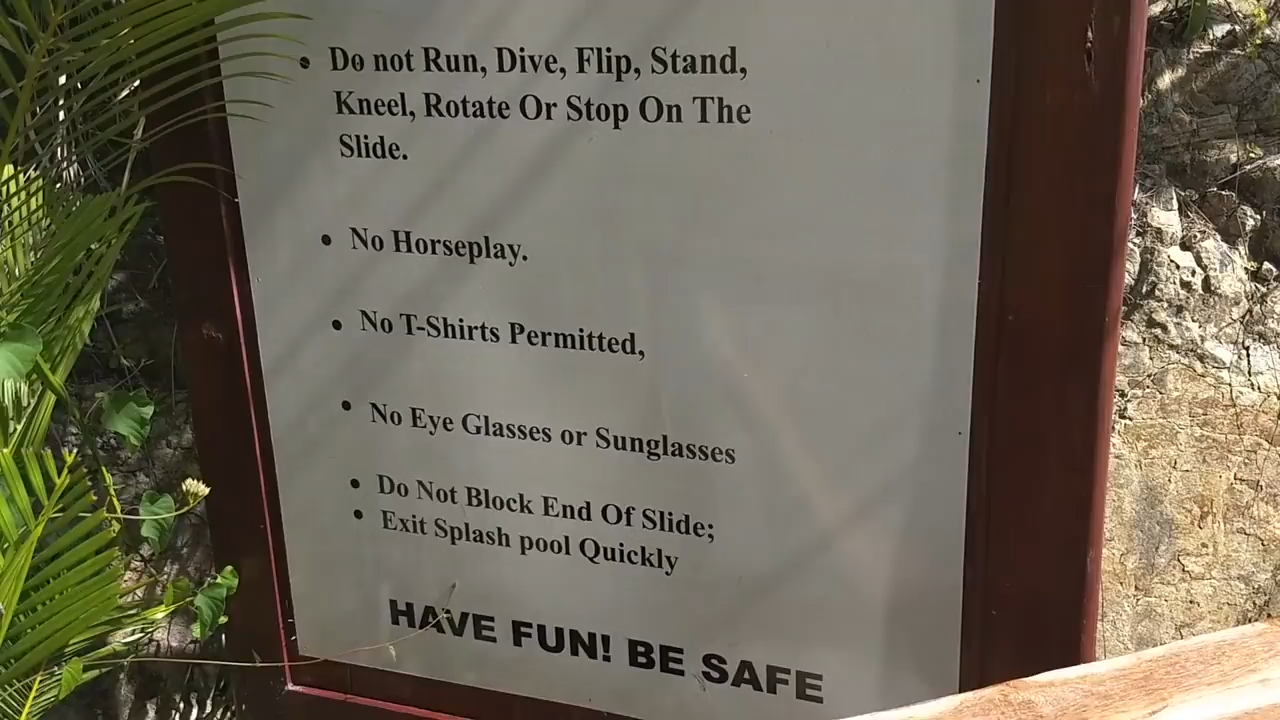 • Do not Run, Dive, Flip, Stand,
Kneel, Rotate Or Stop On The
Slide.
• No Horseplay.
• No T-Shirts Permitted,
• No Eye Glasses or Sunglasses
• Do Not Block End Of Slide;
• Exit Splash pool Quickly
HAVE FUN! BE SAFE